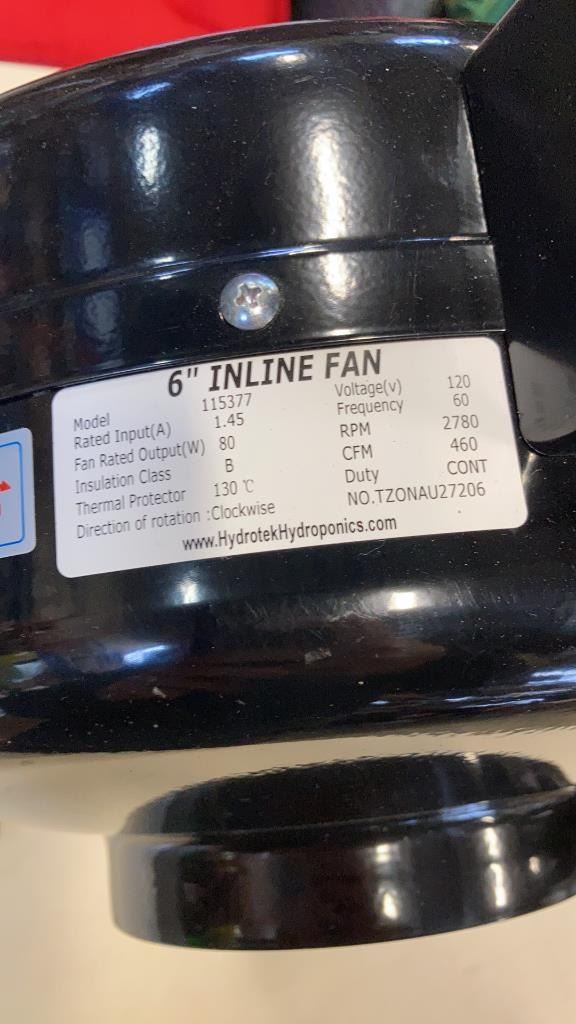 6" INLINE FAN
Model 115377 Voltage(v) 120
Rated Input(A) 1.45 Frequency 60
Fan Rated Output(W) 80 RPM 2780
Insulation Class B CFM 460
Thermal Protector 130 ℃ Duty CONT
Direction of rotation :Clockwise NO.TZONAU27206
www.HydrotekHydroponics.com